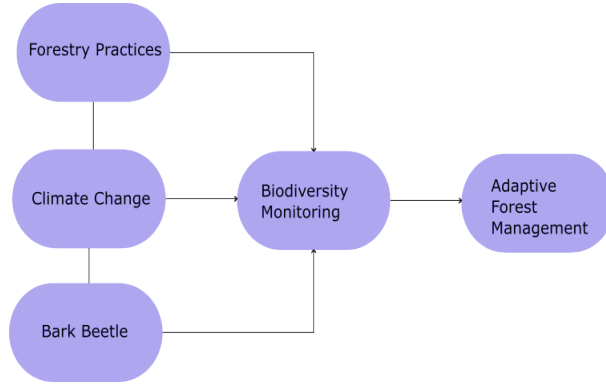 Forestry Practices
Climate Change
Bark Beetle
Biodiversity
Monitoring
Adaptive
Forest
Management